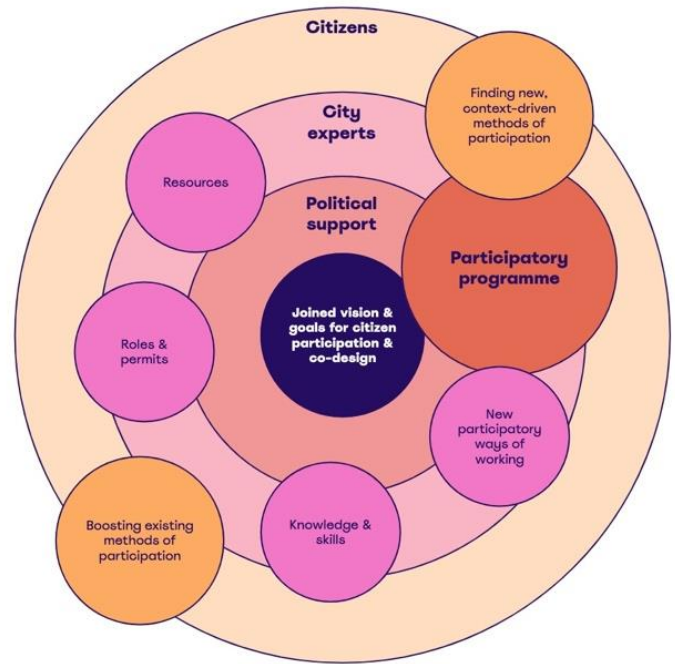 Citizens
Finding new,
context-driven
methods of
participation
City
experts
Resources
Political
support
Participatory
programme
Joined vision &
goals for citizen
participation &
co-design
Roles &
permits
New
participatory
ways of
working
Boosting existing
methods of
participation
Knowledge &
skills